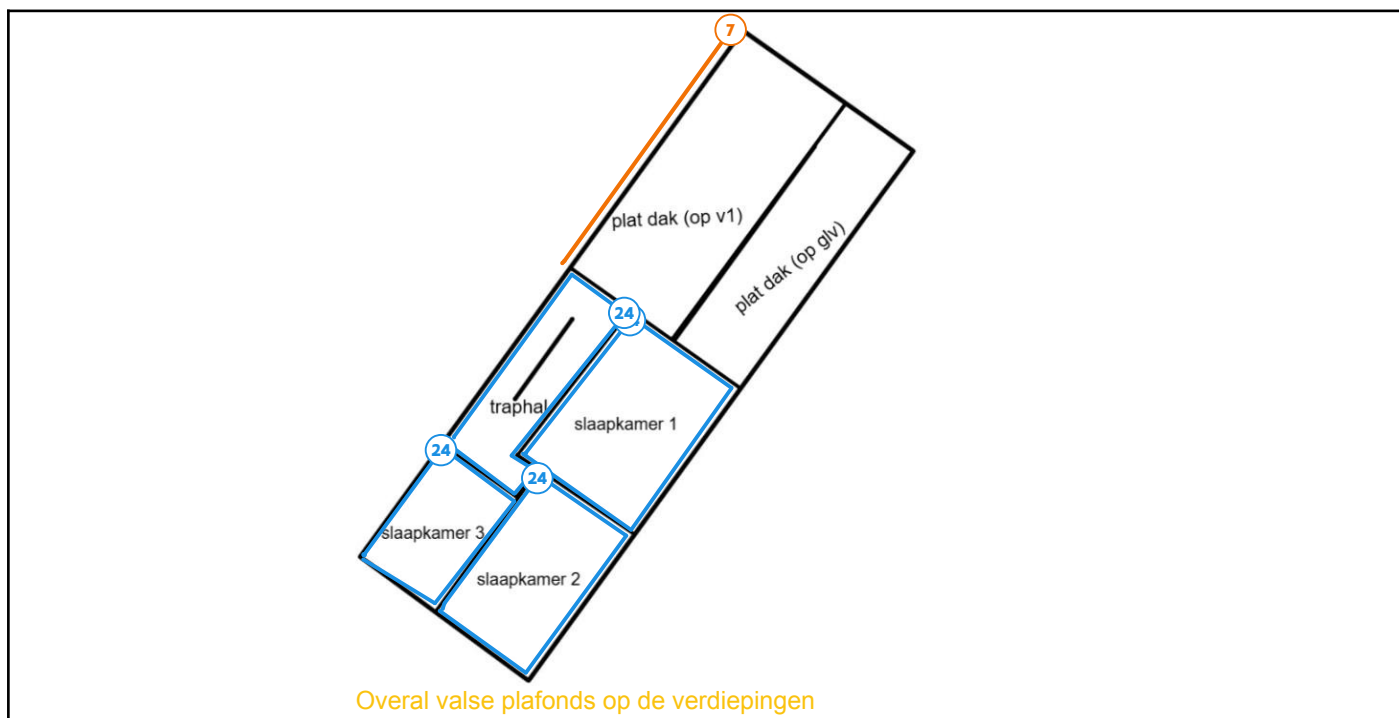 7
plat dak (op v1)
plat dak (op glv)
24
traphal
slaapkamer 1
24
24
slaapkamer 3
slaapkamer 2
Overal valse plafonds op de verdiepingen